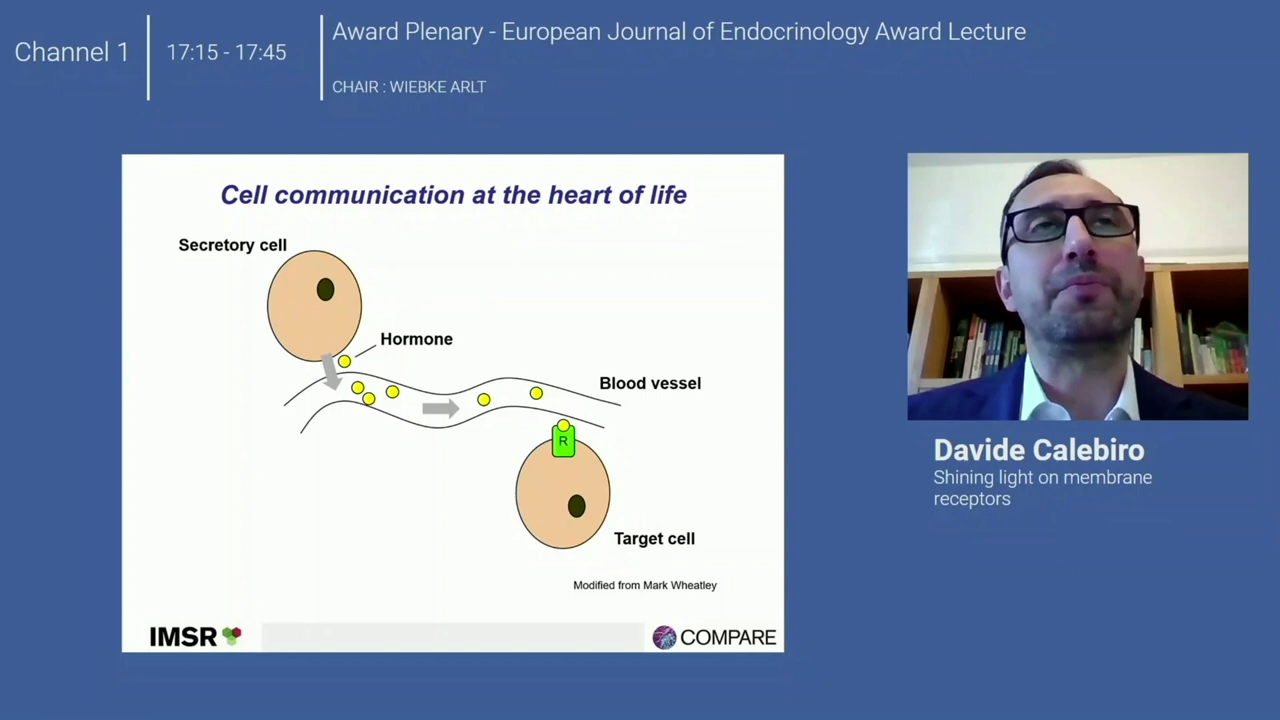 Channel 1
17:15 - 17:45
Award Plenary - European Journal of Endocrinology Award Lecture
CHAIR : WIEBKE ARLT
Cell communication at the heart of life
Secretory cell
Hormone
Blood vessel
R
Target cell
Modified from Mark Wheatley
IMSR
COMPARE
Davide Calebiro
Shining light on membrane
receptors